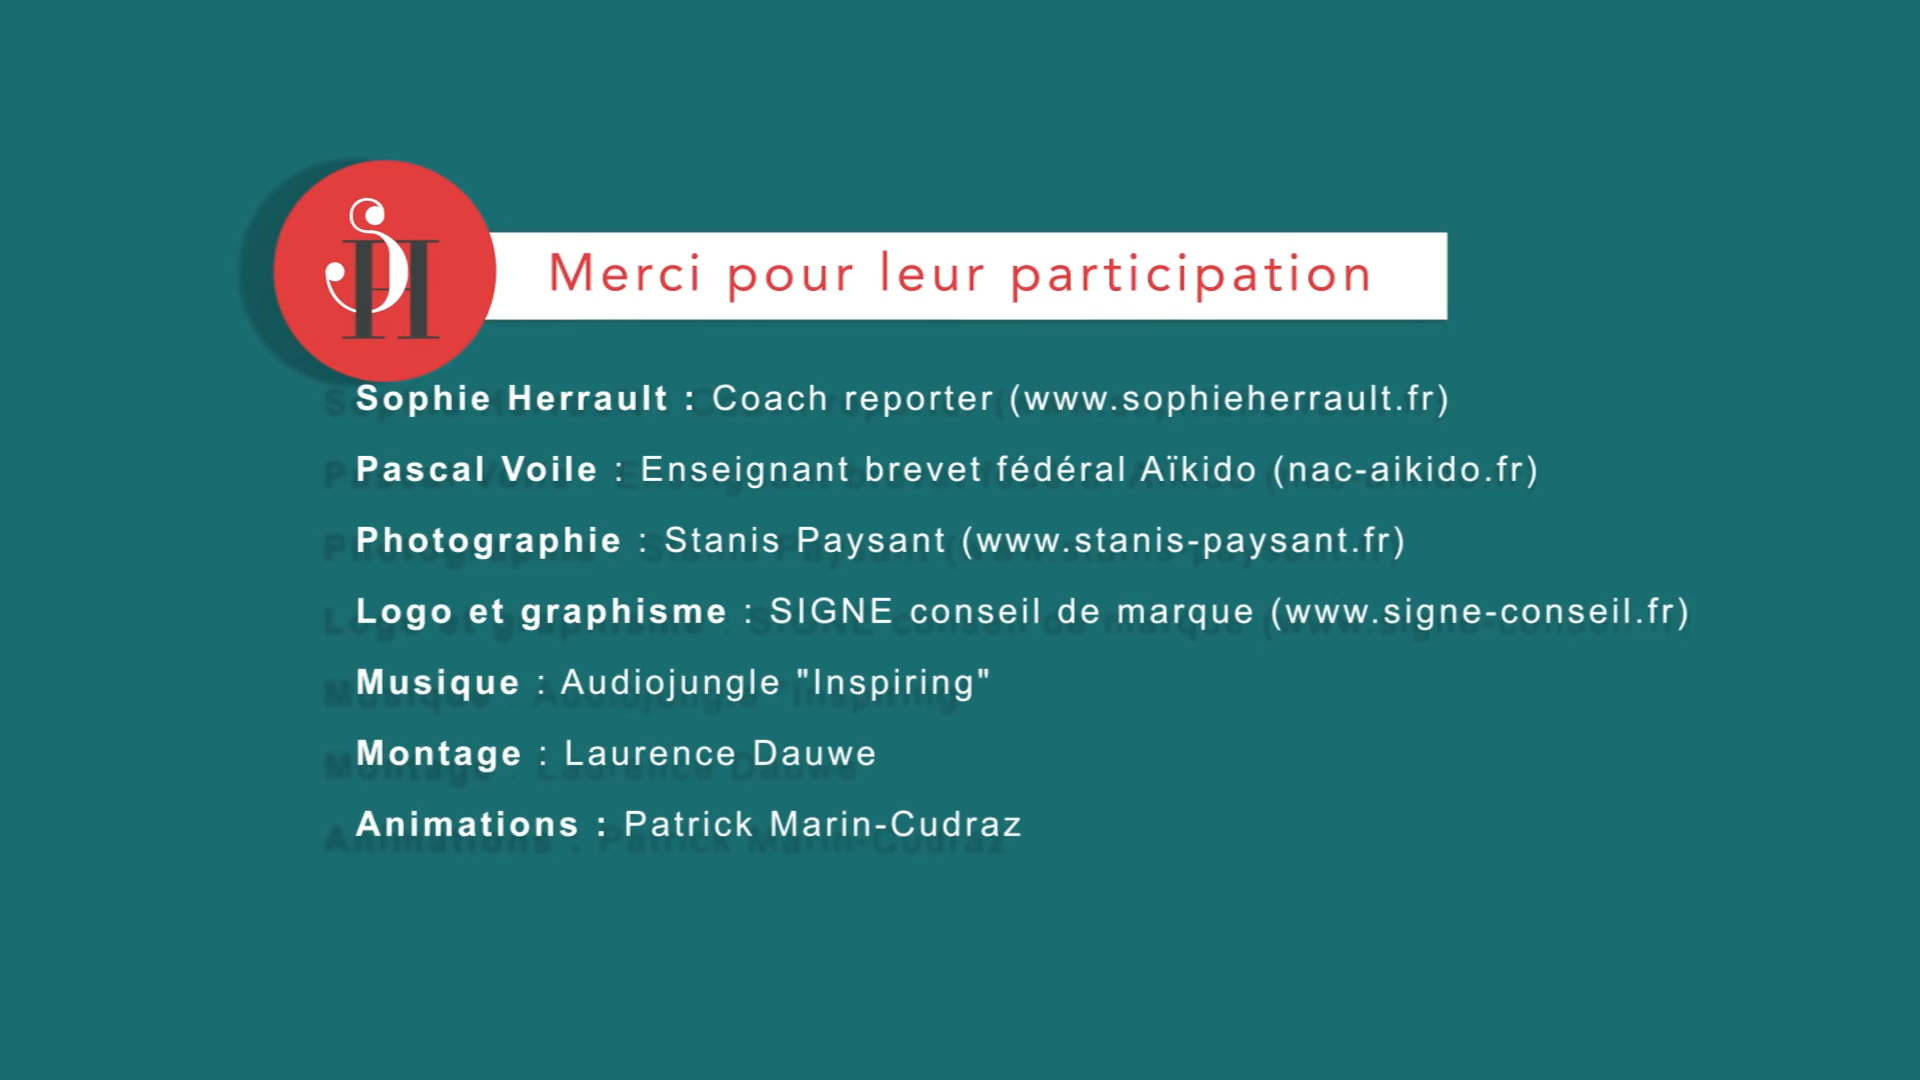 SH
Merci pour leur participation
Sophie Herrault : Coach reporter (www.sophieherrault.fr)
Pascal Voile : Enseignant brevet fédéral Aïkido (nac-aikido.fr)
Photographie : Stanis Paysant (www.stanis-paysant.fr)
Logo et graphisme : SIGNE conseil de marque (www.signe-conseil.fr)
Musique : Audiojungle "Inspiring"
Montage : Laurence Dauwe
Animations : Patrick Marin-Cudraz